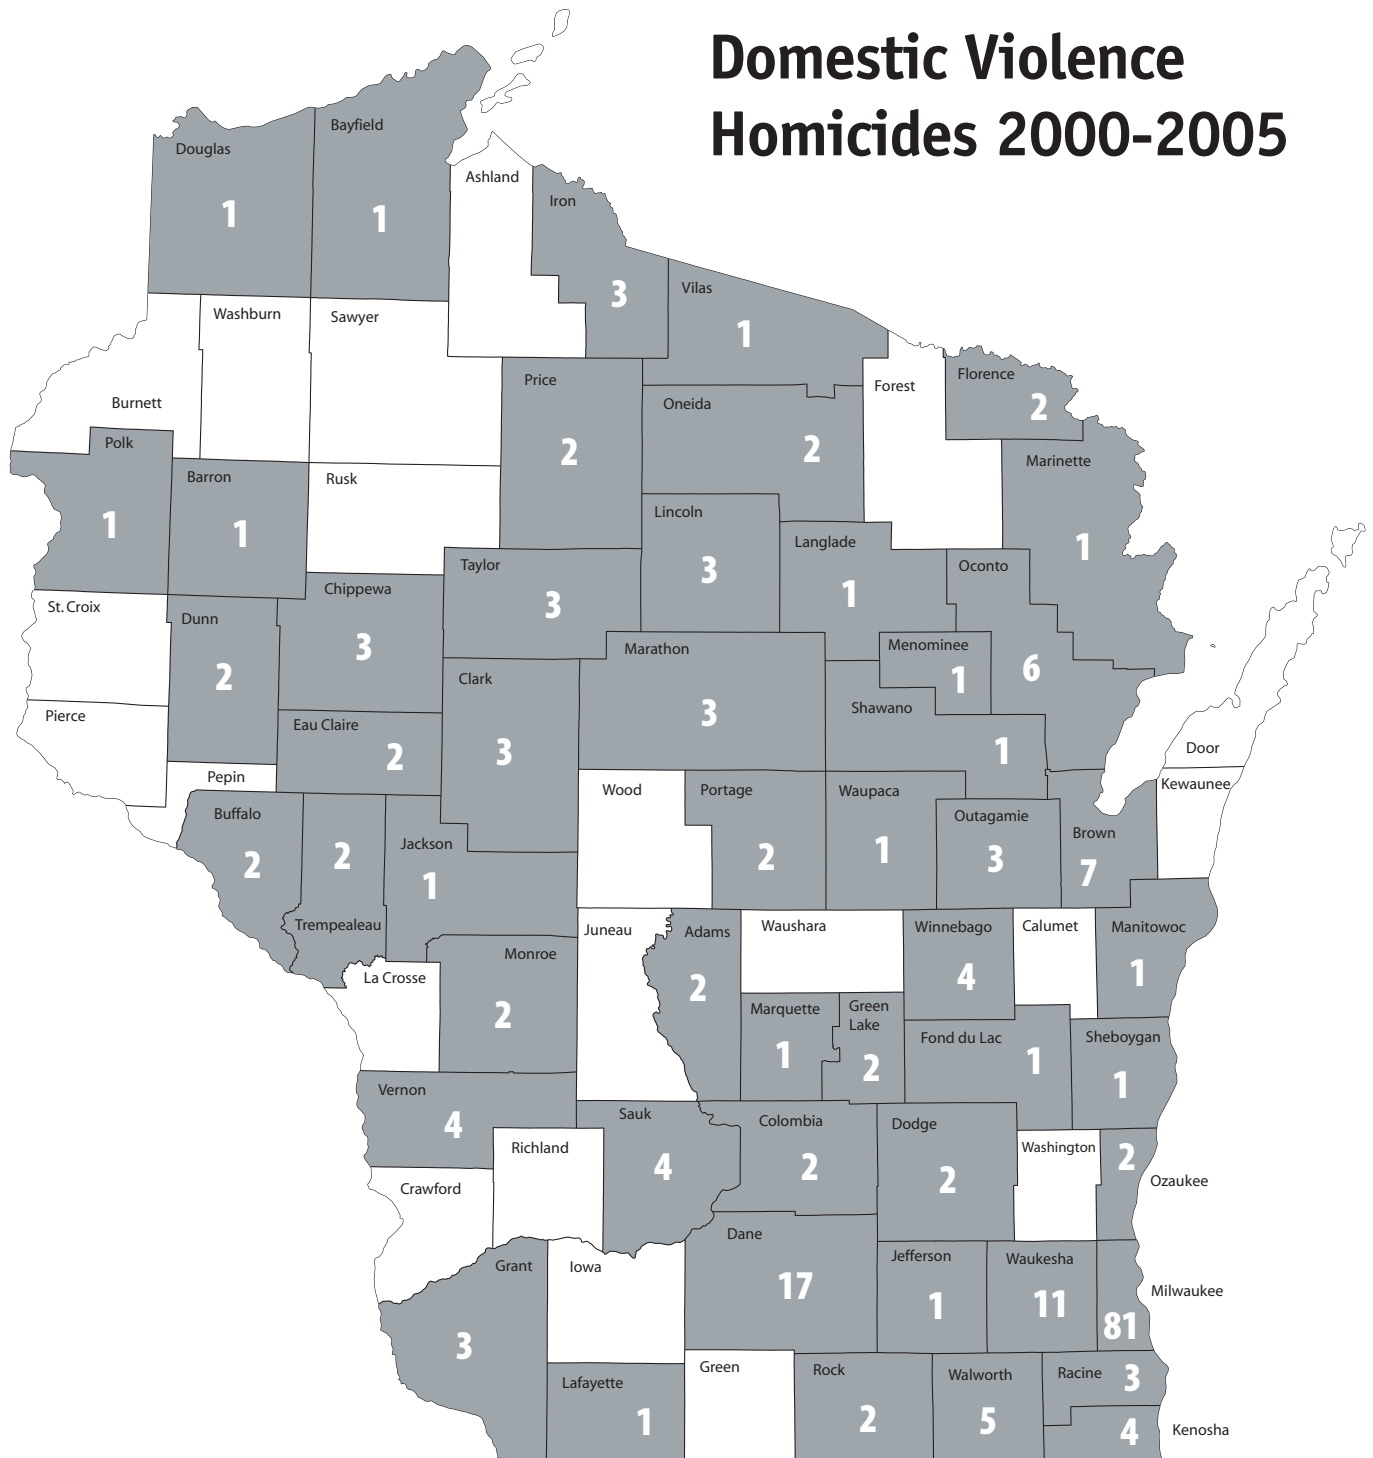 Domestic Violence
Homicides 2000-2005
Bayfield
Douglas
Ashland
Iron
1
1
3
Vilas
Washburn
Sawyer
1
Price
Forest
Florence
Burnett
Oneida
2
Polk
2
2
Marinette
Barron
Rusk
Lincoln
1
1
Langlade
1
Taylor
3
Oconto
St. Croix
Chippewa
3
1
Dunn
3
Marathon
Menominee
6
2
Clark
1
Pierce
Eau Claire
3
Shawano
2
3
1
Door
Pepin
Wood
Portage
Waupaca
Kewaunee
Buffalo
Outagamie
2
Jackson
Brown
2
1
2
1
3
7
Trempealeau
Juneau
Adams
Waushara
Winnebago
Calumet
Manitowoc
Monroe
La Crosse
2
4
1
2
Marquette
Green
Lake
Fond du Lac
Sheboygan
1
2
1
1
Vernon
4
Sauk
Colombia
Dodge
Richland
4
2
2
Washington
2
Ozaukee
Crawford
Dane
Grant
Iowa
17
Jefferson
Waukesha
Milwaukee
1
11
81
3
Green
Rock
Walworth
Racine
3
Lafayette
1
2
5
4
Kenosha